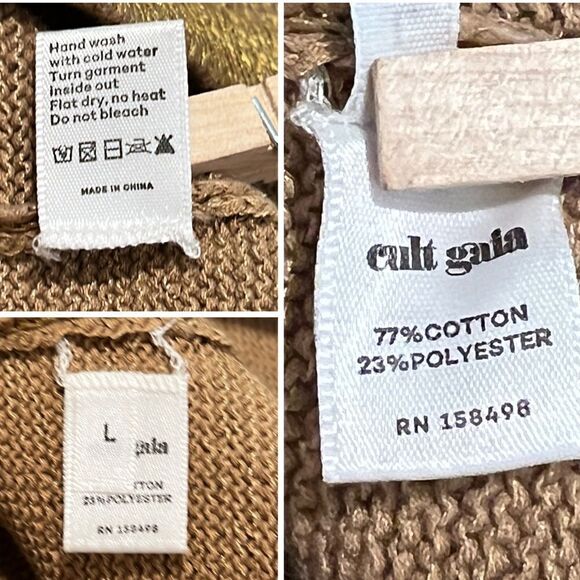 Hand wash
with cold water
Turn garment
Inside out
Flat dry, no heat
Do not bleach
MADE IN CHINA
cult gaia
77%COTTON
23%POLYESTER
RN 158498
L
gaia
TTON
23%POLYESTER
RN 158498